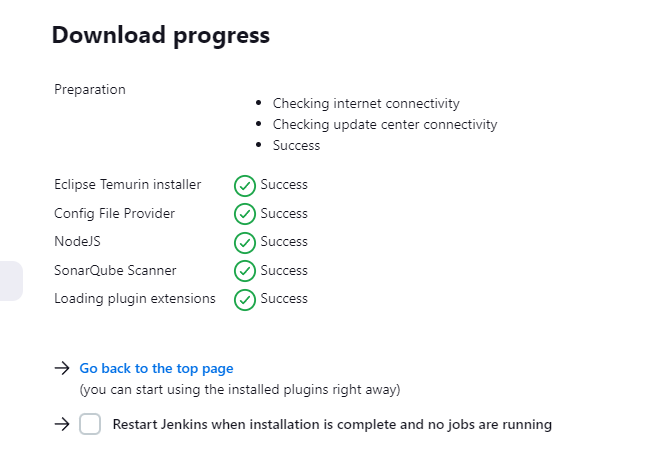 Download progress
Preparation
Checking internet connectivity
Checking update center connectivity
Success
Eclipse Temurin installer Success
Config File Provider Success
NodeJS Success
SonarQube Scanner Success
Loading plugin extensions Success
Go back to the top page
(you can start using the installed plugins right away)
Restart Jenkins when installation is complete and no jobs are running